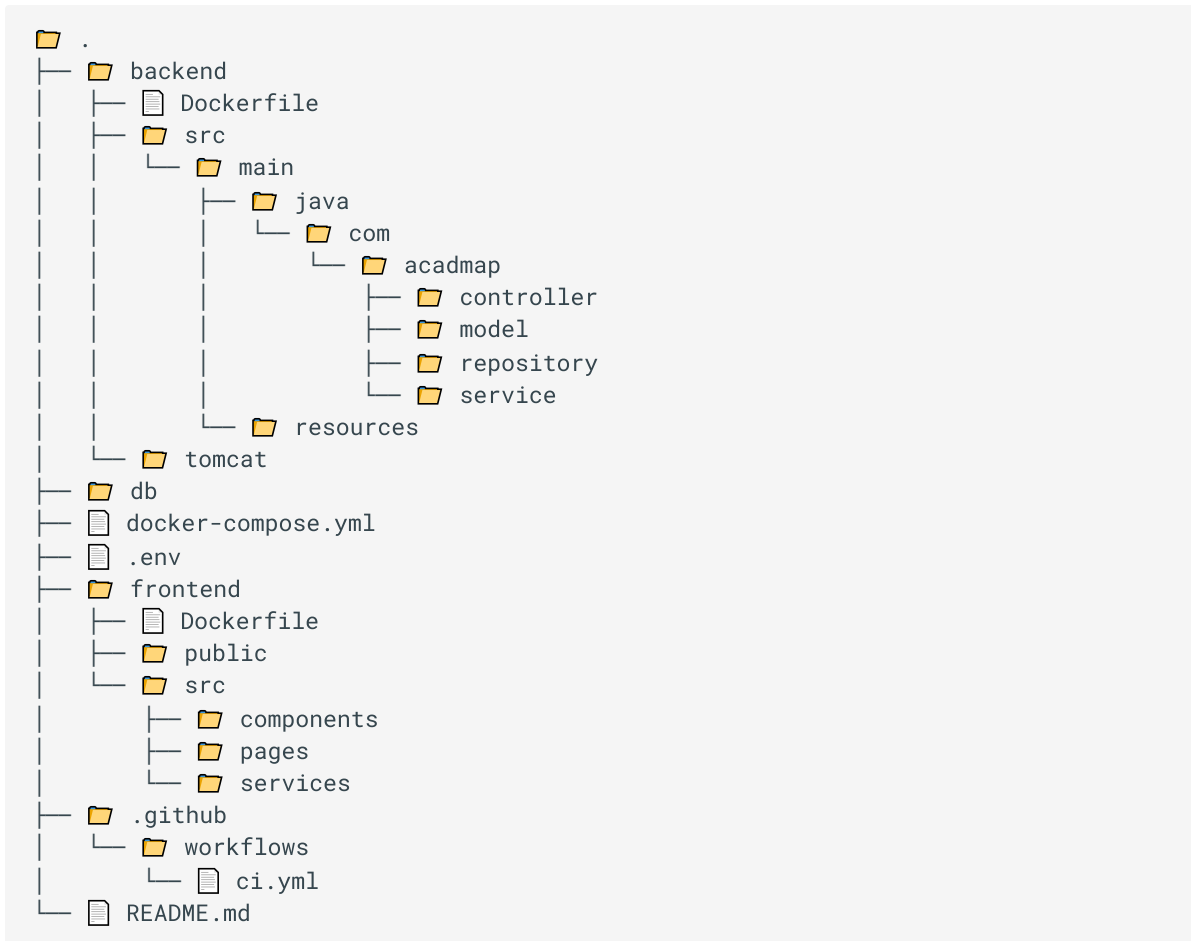 .
backend
Dockerfile
src
main
java
com
acadmap
controller
model
repository
service
resources
tomcat
db
docker-compose.yml
.env
frontend
Dockerfile
public
src
components
pages
services
.github
workflows
ci.yml
README.md